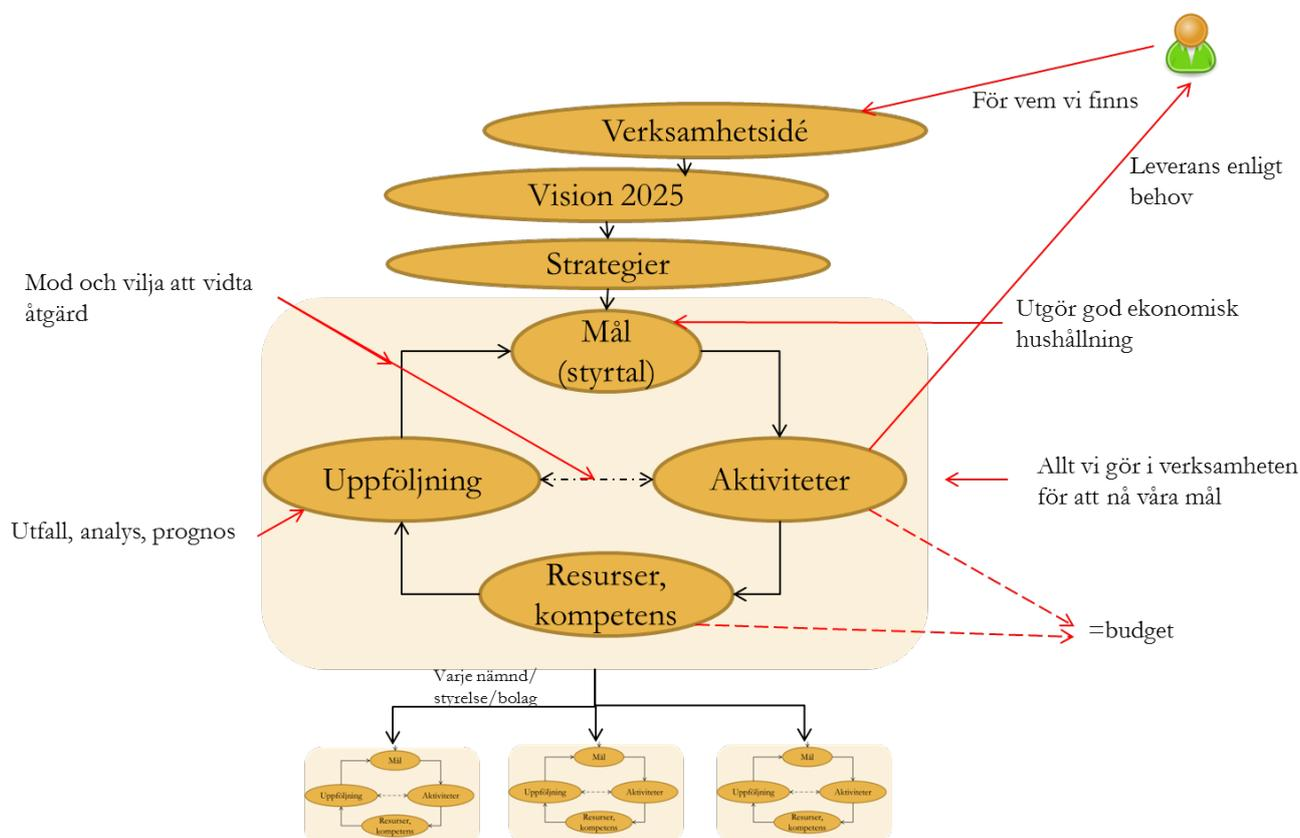 För vem vi finns
Verksamhetsidé
Leverans enligt
behov
Vision 2025
Strategier
Mod och vilja att vidta
åtgärd
Utgör god ekonomisk
hushållning
Mål
(styrtal)
Uppföljning
Aktiviteter
Allt vi gör i verksamheten
för att nå våra mål
Utfall, analys, prognos
Resurser,
kompetens
=budget
Varje nämnd/
styrelse/bolag
Mål
Uppföljning
Aktiviteter
Resurser,
kompetens
Mål
Uppföljning
Aktiviteter
Resurser,
kompetens
Mål
Uppföljning
Aktiviteter
Resurser,
kompetens